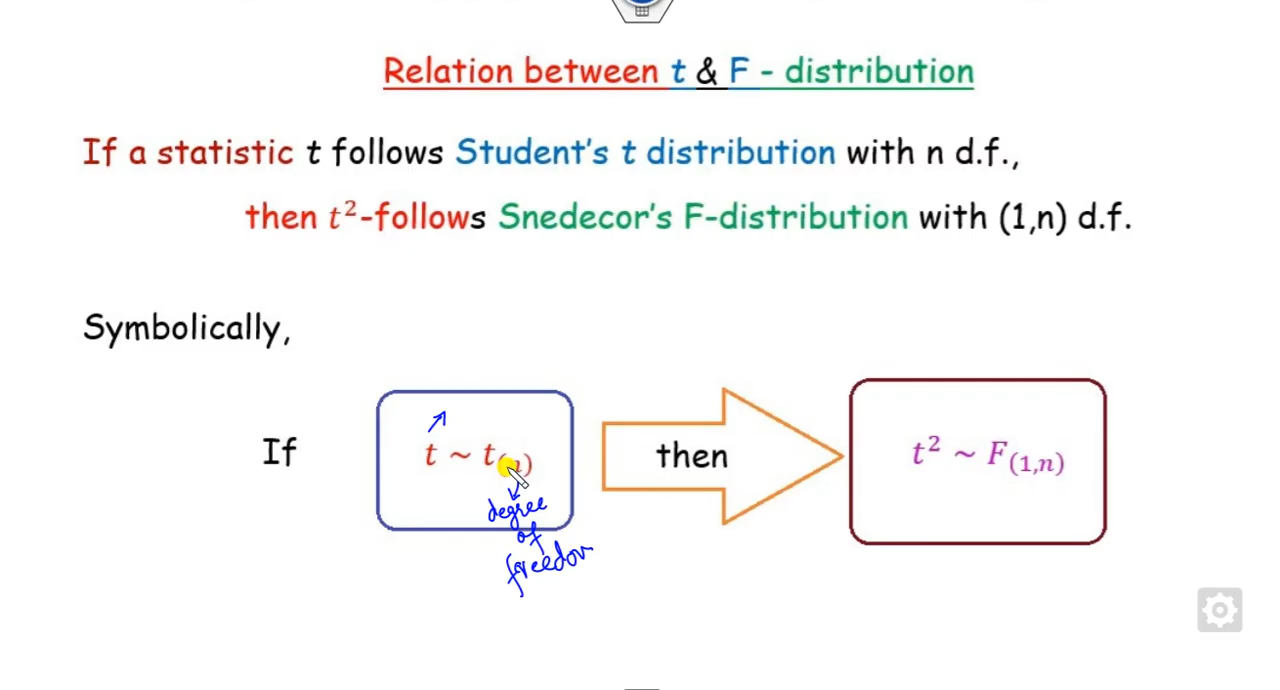 Relation between t & F - distribution
If a statistic t follows Student's t distribution with n d.f.,
then t²-follows Snedecor's F-distribution with (1,n) d.f.
Symbolically,
If t ~ t(n) then t² ~ F(1,n)
degree
of
freedom